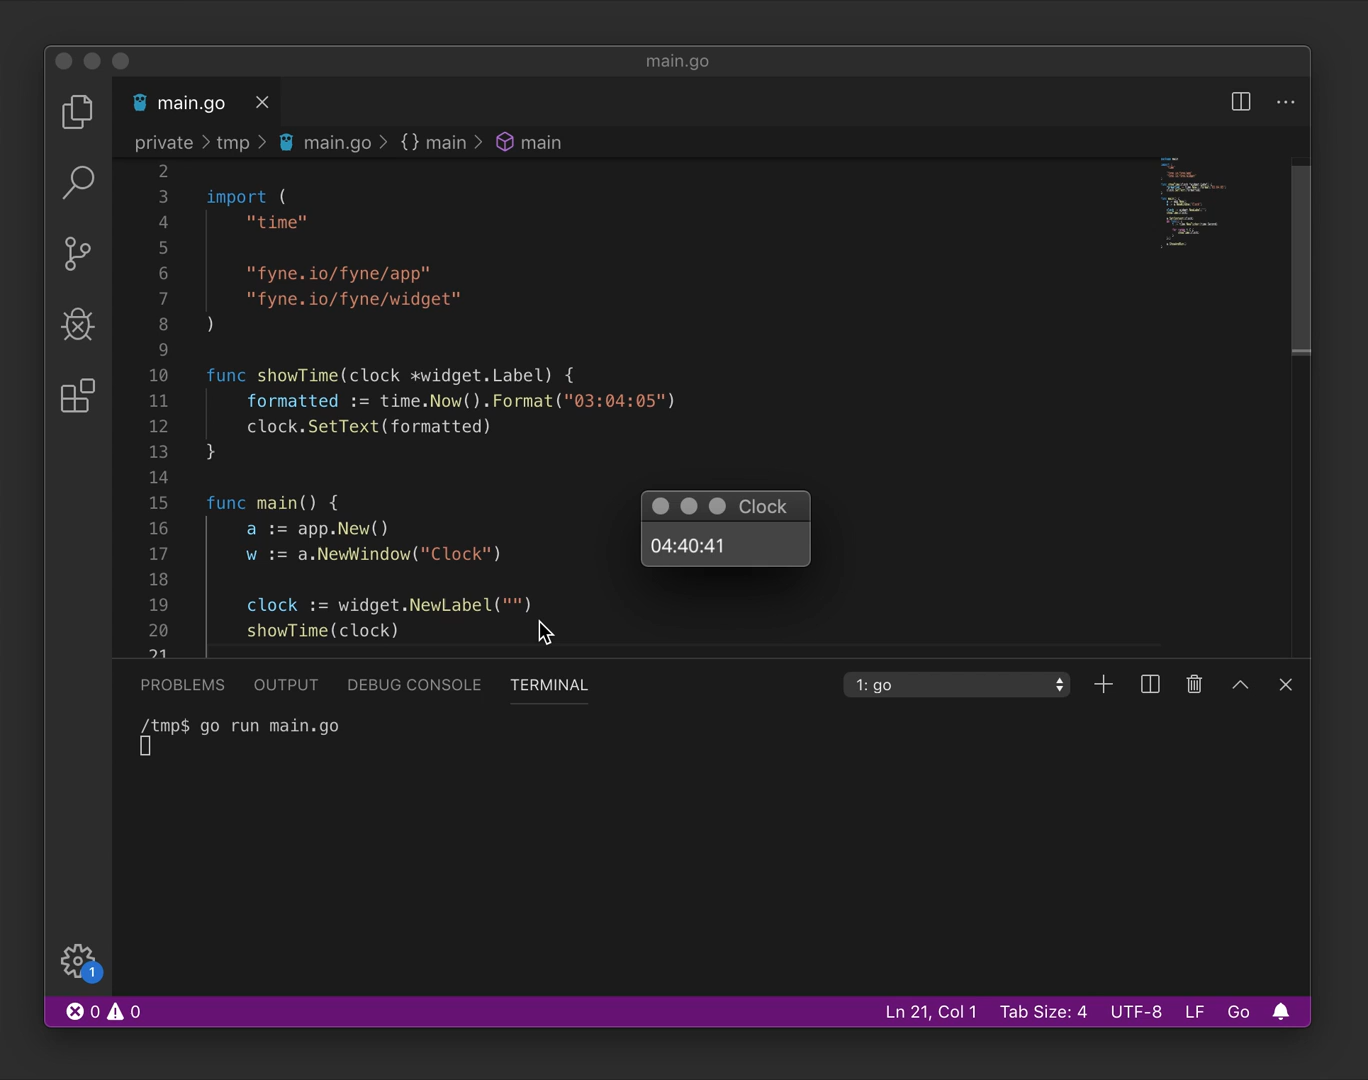 main.go
main.go
private > tmp > main.go > {} main > main
2
3 import (
4 "time"
5
6 "fyne.io/fyne/app"
7 "fyne.io/fyne/widget"
8 )
9
10 func showTime(clock *widget.Label) {
11 formatted := time.Now().Format("03:04:05")
12 clock.SetText(formatted)
13 }
14
15 func main() {
16 a := app.New()
17 w := a.NewWindow("Clock")
18
19 clock := widget.NewLabel("")
20 showTime(clock)
21
Clock
04:40:41
PROBLEMS OUTPUT DEBUG CONSOLE TERMINAL 1: go
/tmp$ go run main.go
1
0 0 Ln 21, Col 1 Tab Size: 4 UTF-8 LF Go